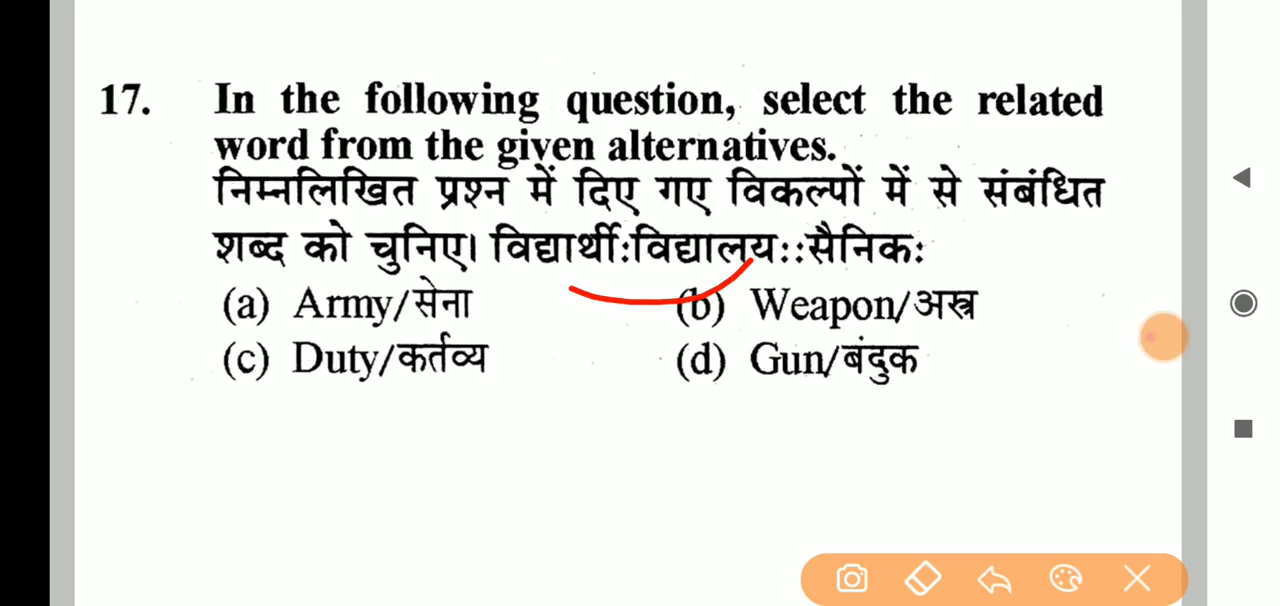 17. In the following question, select the related
word from the given alternatives.
निम्नलिखित प्रश्न में दिए गए विकल्पों में से संबंधित
शब्द को चुनिए। विद्यार्थी:विद्यालय::सैनिक:
(a) Army/सेना (b) Weapon/अस्त्र
(c) Duty/कर्तव्य (d) Gun/बंदुक